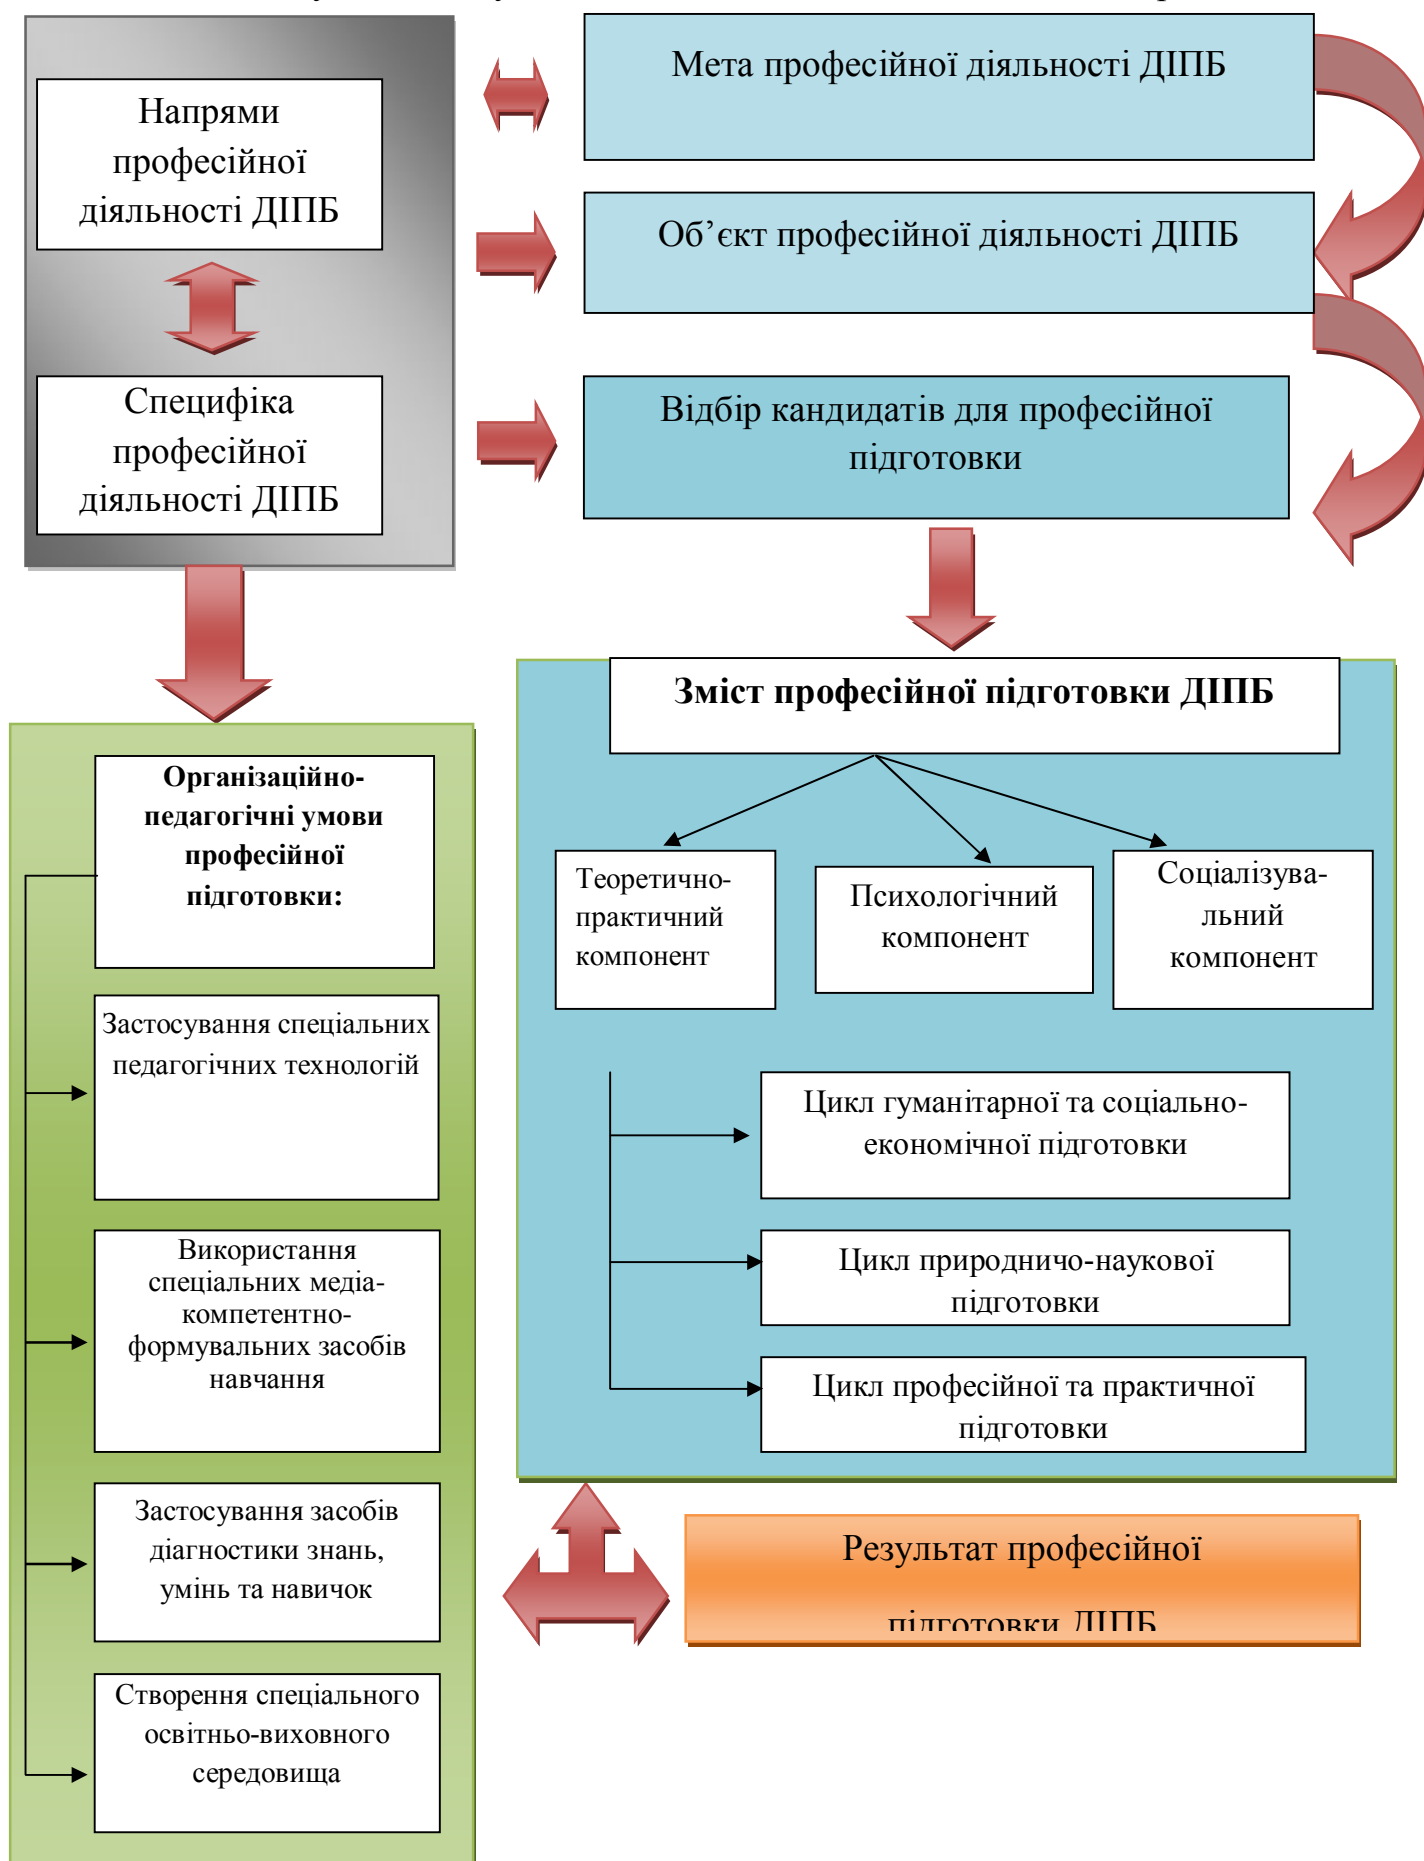 Мета професійної діяльності ДІПБ
Напрями
професійної
діяльності ДІПБ
Об’єкт професійної діяльності ДІПБ
Специфіка
професійної
діяльності ДІПБ
Відбір кандидатів для професійної
підготовки
Зміст професійної підготовки ДІПБ
Організаційно-
педагогічні умови
професійної
підготовки:
Теоретично-
практичний
компонент
Психологічний
компонент
Соціалізува-
льний
компонент
Застосування спеціальних
педагогічних технологій
Цикл гуманітарної та соціально-
економічної підготовки
Використання
спеціальних медіа-
компетентно-
формувальних засобів
навчання
Цикл природничо-наукової
підготовки
Цикл професійної та практичної
підготовки
Застосування засобів
діагностики знань,
умінь та навичок
Результат професійної
підготовки ДІПБ
Створення спеціального
освітньо-виховного
середовища